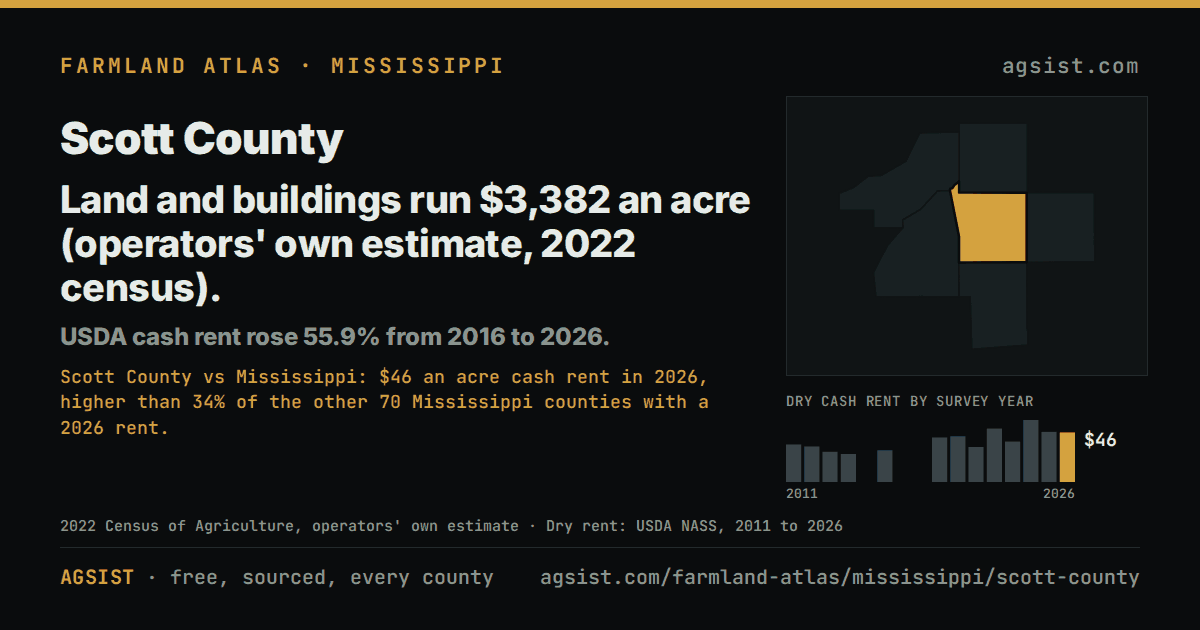 FARMLAND ATLAS · MISSISSIPPI
agsist.com
Scott County
Land and buildings run $3,382 an acre
(operators' own estimate, 2022
census).
USDA cash rent rose 55.9% from 2016 to 2026.
Scott County vs Mississippi: $46 an acre cash rent in 2026,
higher than 34% of the other 70 Mississippi counties with a
2026 rent.
DRY CASH RENT BY SURVEY YEAR
$46
2011
2026
2022 Census of Agriculture, operators' own estimate · Dry rent: USDA NASS, 2011 to 2026
AGSIST · free, sourced, every county
agsist.com/farmland-atlas/mississippi/scott-county